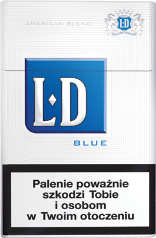 AMERICAN BLEND
L·D
L·D
BLUE
Palenie poważnie
szkodzi Tobie
i osobom
w Twoim otoczeniu